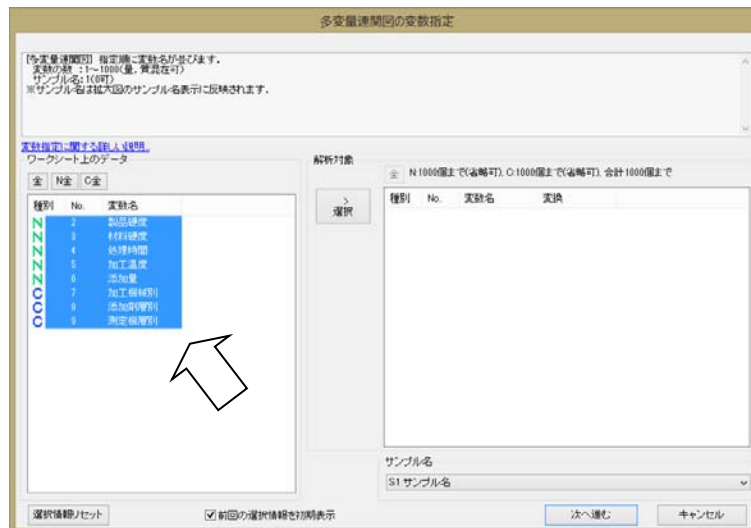 多変量連関図の変数指定
[多変量連関図] 指定順に変数名が並びます.
変数の数 :1～1000(量,質混在可)
サンプル名:1(0可)
※サンプル名は拡大図のサンプル名表示に反映されます.
変数指定に関する詳しい説明..
ワークシート上のデータ
全 N全 C全
種別 No. 変数名
N 2 製品硬度
N 3 材料硬度
N 4 処理時間
N 5 加工温度
N 6 添加量
C 7 加工機械別
C 8 添加剤層別
C 9 測定機層別
>
選択
解析対象
全 N:1000個まで(省略可), C:1000個まで(省略可), 合計1000個まで
種別 No. 変数名 変換
サンプル名
S1 サンプル名
選択情報リセット
前回の選択情報を初期表示
次へ進む
キャンセル